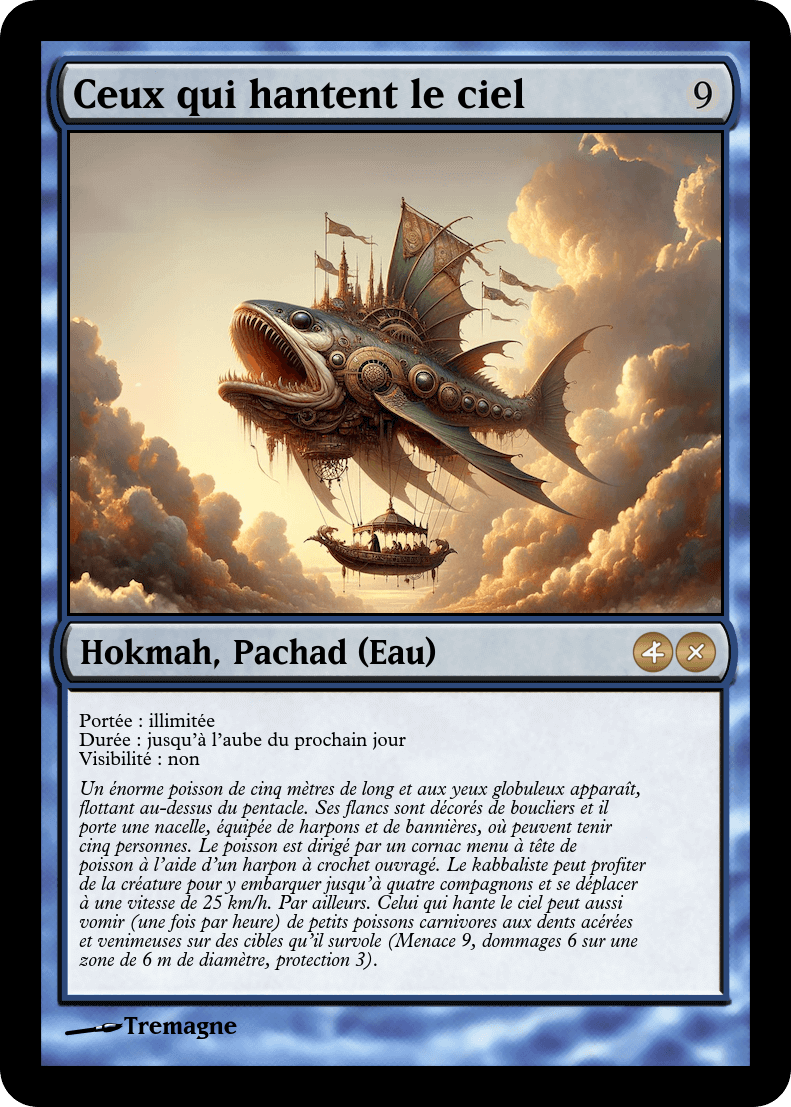 Ceux qui hantent le ciel 9
Hokmah, Pachad (Eau)
Portée : illimitée
Durée : jusqu'à l'aube du prochain jour
Visibilité : non
Un énorme poisson de cinq mètres de long et aux yeux globuleux apparaît,
flottant au-dessus du pentacle. Ses flancs sont décorés de boucliers et il
porte une nacelle, équipée de harpons et de bannières, où peuvent tenir
cinq personnes. Le poisson est dirigé par un cornac menu à tête de
poisson à l'aide d'un harpon à crochet ouvragé. Le kabbaliste peut profiter
de la créature pour y embarquer jusqu'à quatre compagnons et se déplacer
à une vitesse de 25 km/h. Par ailleurs. Celui qui hante le ciel peut aussi
vomir (une fois par heure) de petits poissons carnivores aux dents acérées
et venimeuses sur des cibles qu'il survole (Menace 9, dommages 6 sur une
zone de 6 m de diamètre, protection 3).
Tremagne